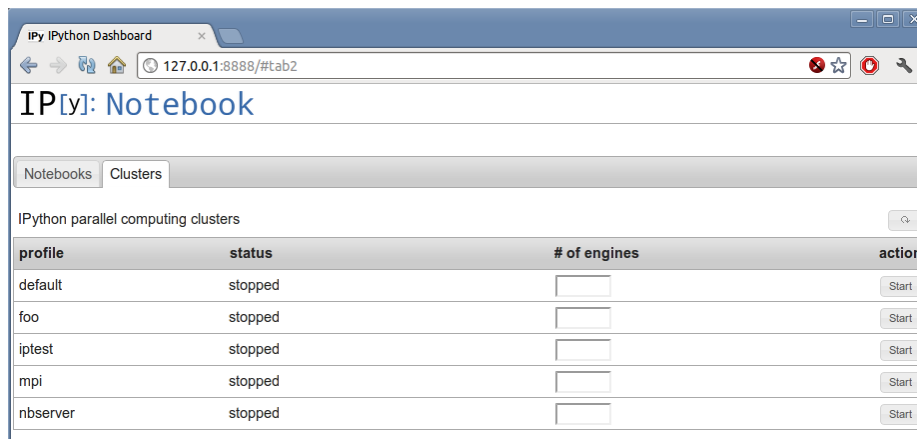 IPy IPython Dashboard
127.0.0.1:8888/#tab2
IP[y]: Notebook
Notebooks Clusters
IPython parallel computing clusters
profile status # of engines action
default stopped Start
foo stopped Start
iptest stopped Start
mpi stopped Start
nbserver stopped Start